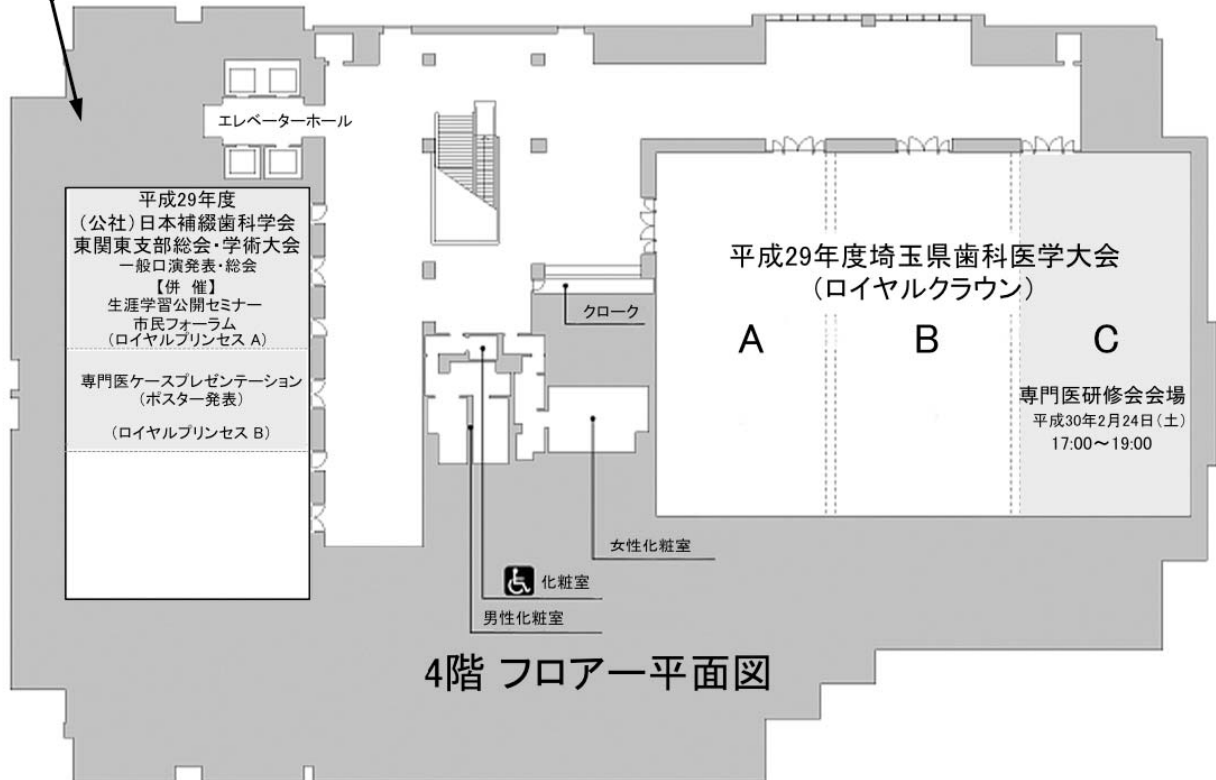 エレベーターホール
平成29年度
(公社)日本補綴歯科学会
東関東支部総会・学術大会
一般口演発表・総会
【併 催】
生涯学習公開セミナー
市民フォーラム
(ロイヤルプリンセス A)
専門医ケースプレゼンテーション
(ポスター発表)
(ロイヤルプリンセス B)
クローク
平成29年度埼玉県歯科医学大会
(ロイヤルクラウン)
A
B
C
専門医研修会会場
平成30年2月24日(土)
17:00～19:00
女性化粧室
化粧室
男性化粧室
4階 フロアー平面図